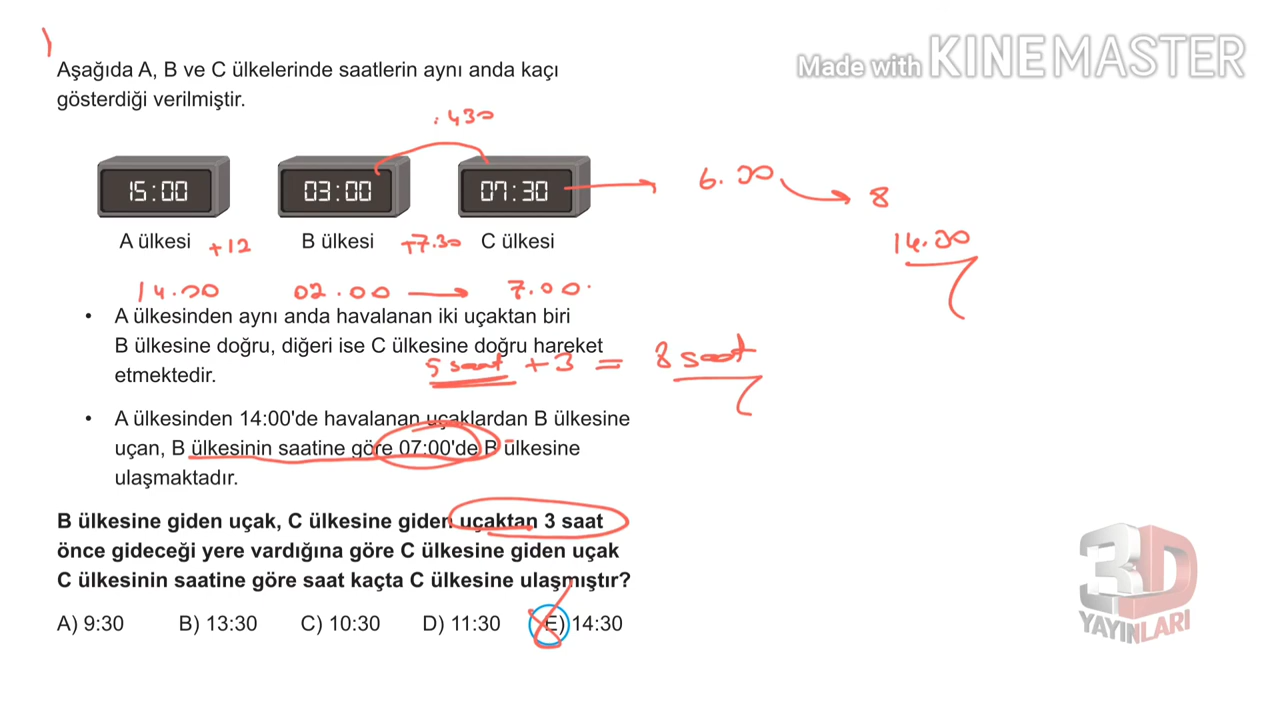 Made with KINEMASTER
Aşağıda A, B ve C ülkelerinde saatlerin aynı anda kaçı
gösterdiği verilmiştir.
.430
15:00 03:00 07:30
6.30
8
14.30
A ülkesi +12 B ülkesi +7.30 C ülkesi
14.00 02.00 → 7.00.
• A ülkesinden aynı anda havalanan iki uçaktan biri
B ülkesine doğru, diğeri ise C ülkesine doğru hareket
etmektedir.
5 saat + 3 = 8 saat
• A ülkesinden 14:00'de havalanan uçaklardan B ülkesine
uçan, B ülkesinin saatine göre 07:00'de B ülkesine
ulaşmaktadır.
B ülkesine giden uçak, C ülkesine giden uçaktan 3 saat
önce gideceği yere vardığına göre C ülkesine giden uçak
C ülkesinin saatine göre saat kaçta C ülkesine ulaşmıştır?
A) 9:30 B) 13:30 C) 10:30 D) 11:30 E) 14:30
3D
YAYINLARI